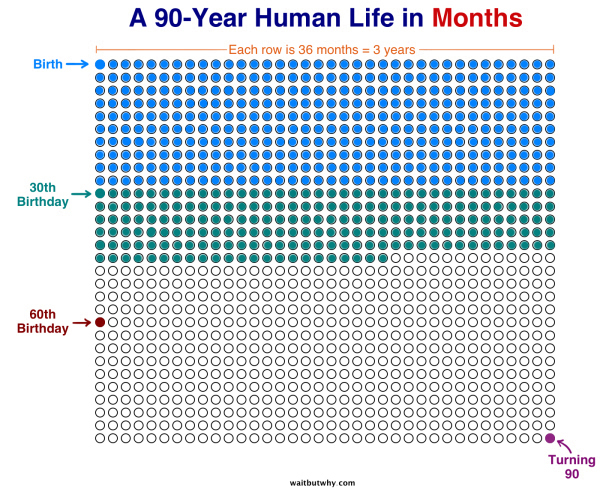 A 90-Year Human Life in Months
Each row is 36 months = 3 years
Birth
30th
Birthday
60th
Birthday
Turning
90
waitbutwhy.com